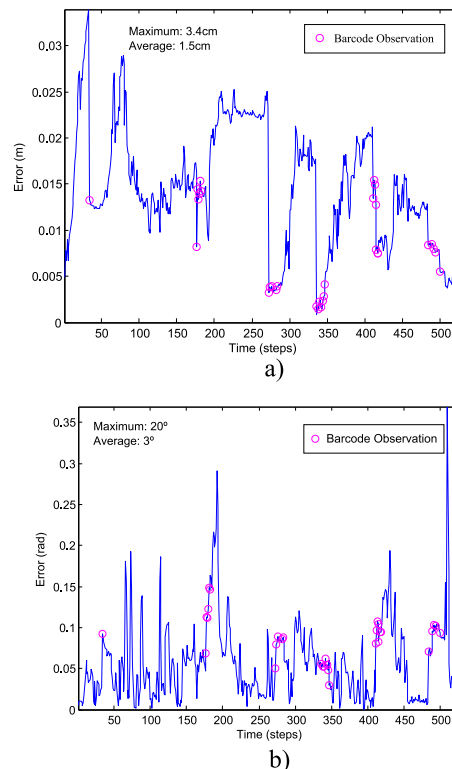 a)
Maximum: 3.4cm
Average: 1.5cm
Barcode Observation
Error (m)
0.03
0.025
0.02
0.015
0.01
0.005
0
50 100 150 200 250 300 350 400 450 500
Time (steps)
a)
Maximum: 20º
Average: 3º
Barcode Observation
Error (rad)
0.35
0.3
0.25
0.2
0.15
0.1
0.05
0
50 100 150 200 250 300 350 400 450 500
Time (steps)
b)